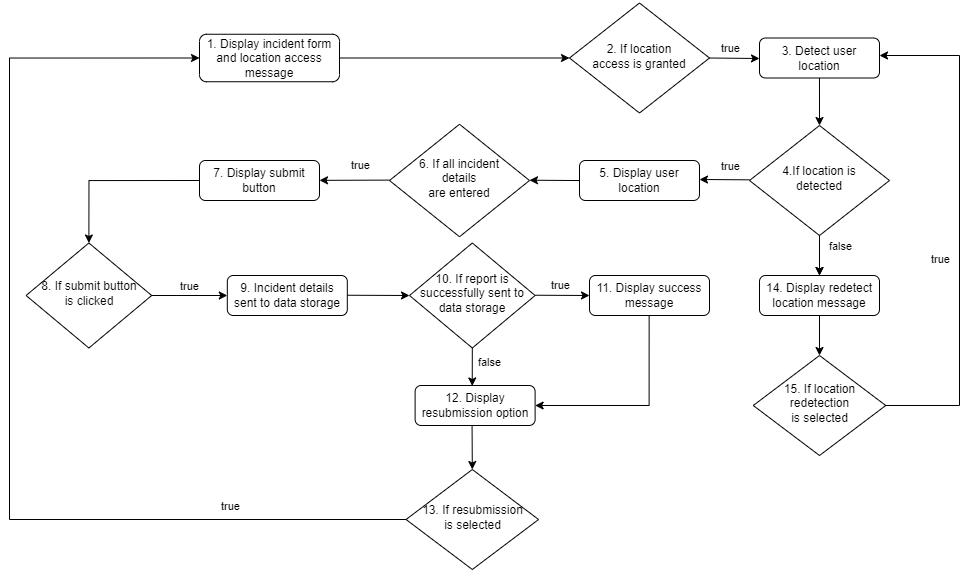 1. Display incident form
and location access
message
2. If location
access is granted
true
3. Detect user
location
4.If location is
detected
true
5. Display user
location
6. If all incident
details
are entered
true
7. Display submit
button
8. If submit button
is clicked
true
9. Incident details
sent to data storage
10. If report is
successfully sent to
data storage
true
11. Display success
message
false
12. Display
resubmission option
13. If resubmission
is selected
true
false
14. Display redetect
location message
15. If location
redetection
is selected
true